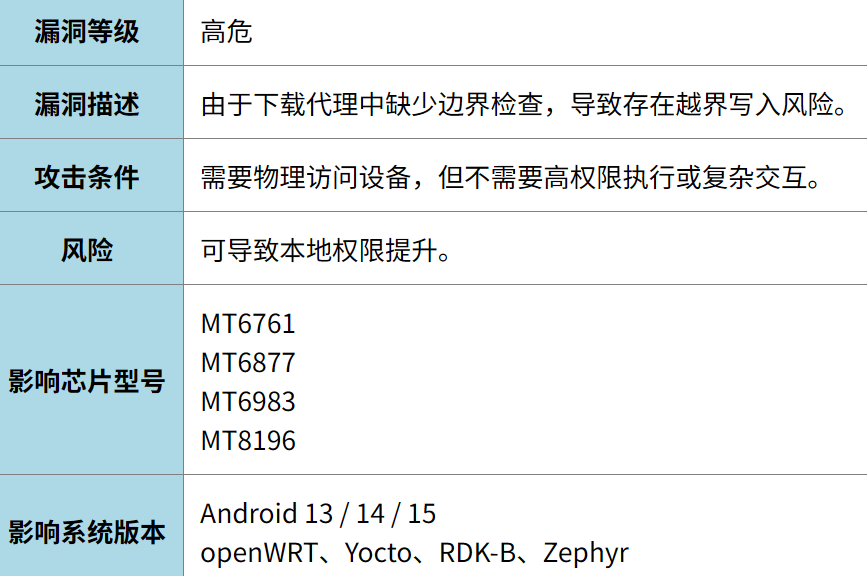 漏洞等级
高危
漏洞描述
由于下载代理中缺少边界检查，导致存在越界写入风险。
攻击条件
需要物理访问设备，但不需要高权限执行或复杂交互。
风险
可导致本地权限提升。
影响芯片型号
MT6761
MT6877
MT6983
MT8196
影响系统版本
Android 13 / 14 / 15
openWRT、Yocto、RDK-B、Zephyr